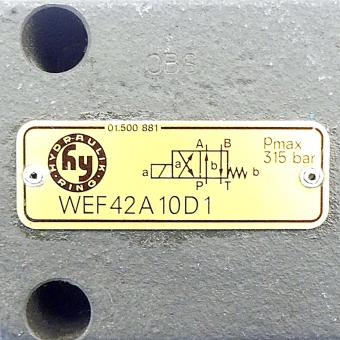 OBS
01.500 881
HYDRAULIK RING
hy
A B
a a b b
P T
Pmax
315 bar
WEF42A10D1